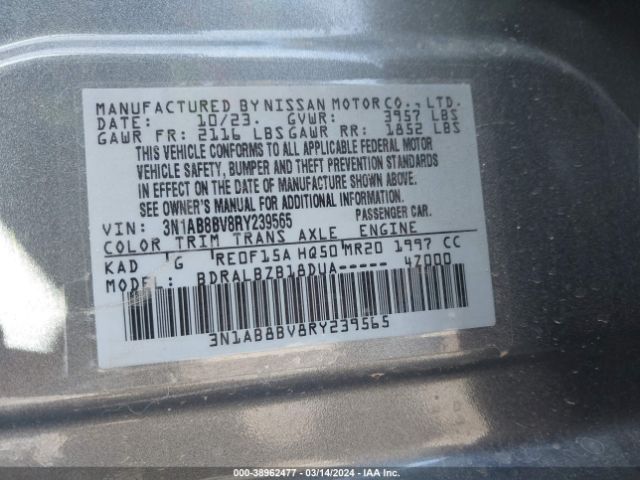 MANUFACTURED BY NISSAN MOTOR CO., LTD.
DATE: 10/23. GVWR: 3957 LBS
GAWR FR: 2116 LBS GAWR RR: 1852 LBS
THIS VEHICLE CONFORMS TO ALL APPLICABLE FEDERAL MOTOR
VEHICLE SAFETY, BUMPER AND THEFT PREVENTION STANDARDS
IN EFFECT ON THE DATE OF MANUFACTURE SHOWN ABOVE.
SEE OWNER'S MANUAL FOR ADDITIONAL INFORMATION.
VIN: 3N1AB8BV8RY239565 PASSENGER CAR.
COLOR TRIM TRANS AXLE ENGINE
KAD G RE0F15A HQ50 MR20 1997 CC
MODEL: BDRALBZB18DUA----- 47000
3N1AB8BV8RY239565
000-38962477 - 03/14/2024 - IAA Inc.